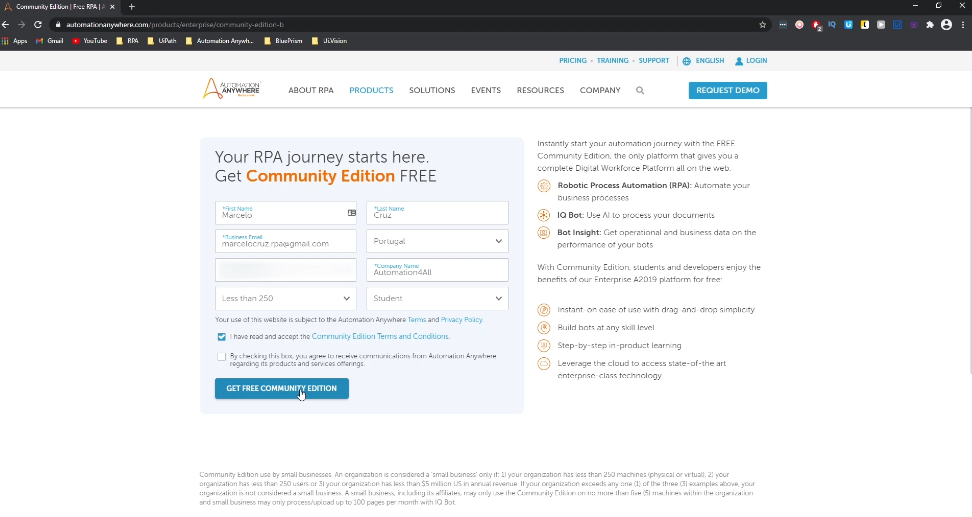 Community Edition | Free RPA | A
automationanywhere.com/products/enterprise/community-edition-b
Apps Gmail YouTube RPA UiPath Automation Anywh... BluePrism UI.Vision
PRICING - TRAINING - SUPPORT ENGLISH LOGIN
AUTOMATION ANYWHERE
ABOUT RPA PRODUCTS SOLUTIONS EVENTS RESOURCES COMPANY REQUEST DEMO
Your RPA journey starts here.
Get Community Edition FREE
*First Name
Marcelo
*Last Name
Cruz
*Business Email
marcelocruz.rpa@gmail.com
Portugal
*Company Name
Automation4All
Less than 250
Student
Your use of this website is subject to the Automation Anywhere Terms and Privacy Policy.
I have read and accept the Community Edition Terms and Conditions.
By checking this box, you agree to receive communications from Automation Anywhere
regarding its products and services offerings.
GET FREE COMMUNITY EDITION
Instantly start your automation journey with the FREE
Community Edition, the only platform that gives you a
complete Digital Workforce Platform all on the web.
Robotic Process Automation (RPA): Automate your
business processes
IQ Bot: Use AI to process your documents
Bot Insight: Get operational and business data on the
performance of your bots
With Community Edition, students and developers enjoy the
benefits of our Enterprise A2019 platform for free:
Instant-on ease of use with drag-and-drop simplicity
Build bots at any skill level
Step-by-step in-product learning
Leverage the cloud to access state-of-the art
enterprise-class technology
Community Edition use by small businesses. An organization is considered a 'small business' only if: 1) your organization has less than 250 machines (physical or virtual), 2) your
organization has less than 250 users or 3) your organization has less than $5 million US in annual revenue. If your organization exceeds any one (1) of the three (3) examples above, your
organization is not considered a small business. A small business, including its affiliates, may only use the Community Edition on no more than five (5) machines within the organization
and small business may only process/upload up to 100 pages per month with IQ Bot.